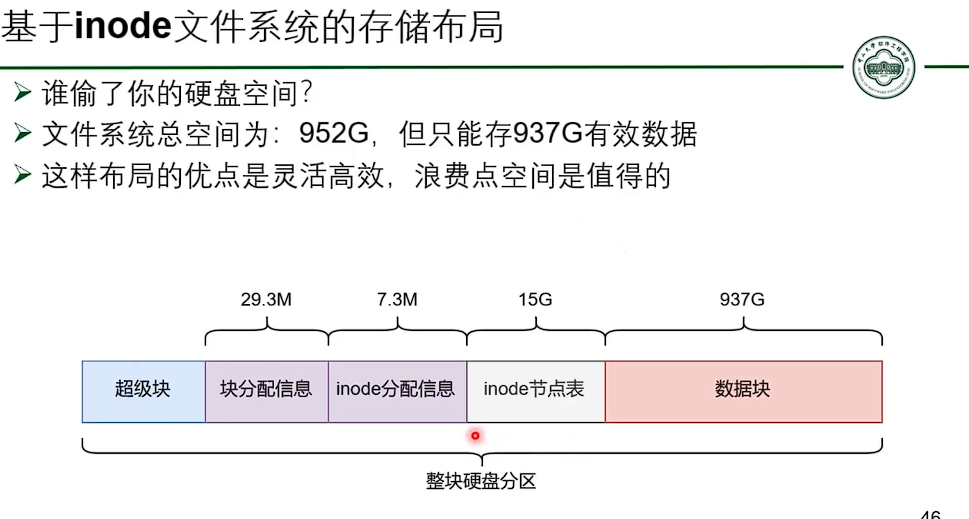 基于inode文件系统的存储布局
谁偷了你的硬盘空间?
文件系统总空间为：952G，但只能存937G有效数据
这样布局的优点是灵活高效，浪费点空间是值得的
29.3M 7.3M 15G 937G
超级块 块分配信息 inode分配信息 inode节点表 数据块
整块硬盘分区
46